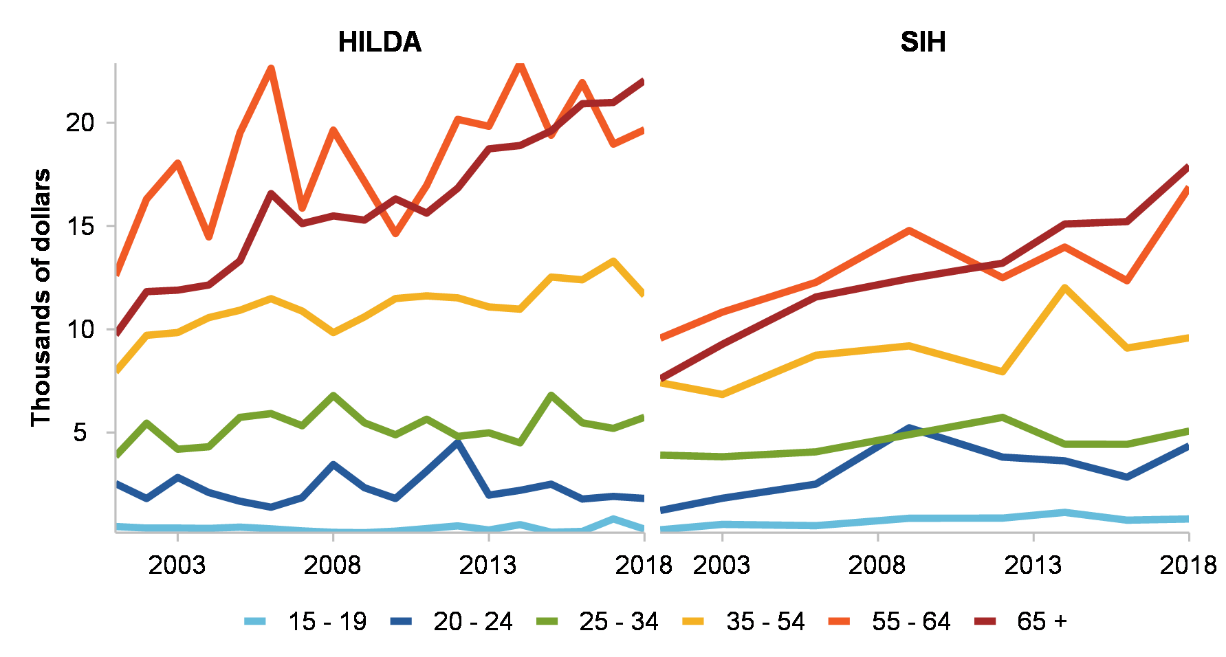 HILDA SIH
Thousands of dollars
20
15
10
5
2003 2008 2013 2018 2003 2008 2013 2018
15 - 19 20 - 24 25 - 34 35 - 54 55 - 64 65 +